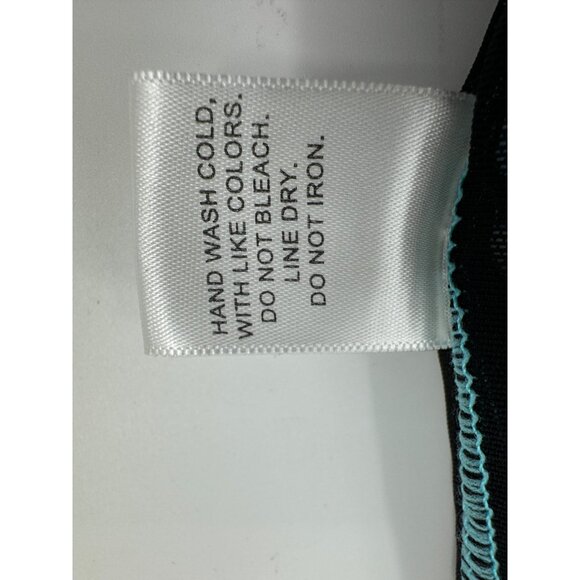 HAND WASH COLD,
WITH LIKE COLORS.
DO NOT BLEACH.
LINE DRY.
DO NOT IRON.